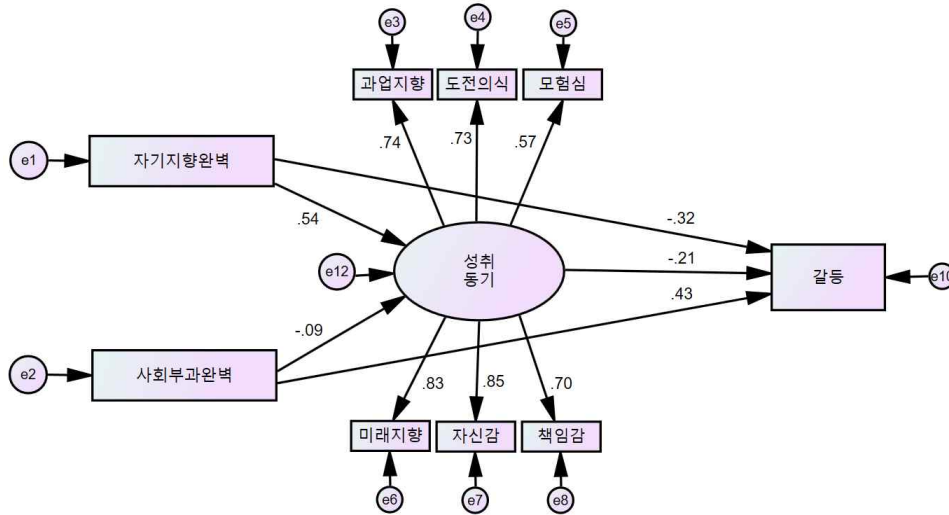 e3
e4
e5
과업지향
도전의식
모험심
.74
.73
.57
e1
자기지향완벽
.54
-.32
e12
성취
동기
-.21
갈등
e10
.43
-.09
e2
사회부과완벽
.83
.85
.70
미래지향
자신감
책임감
e6
e7
e8